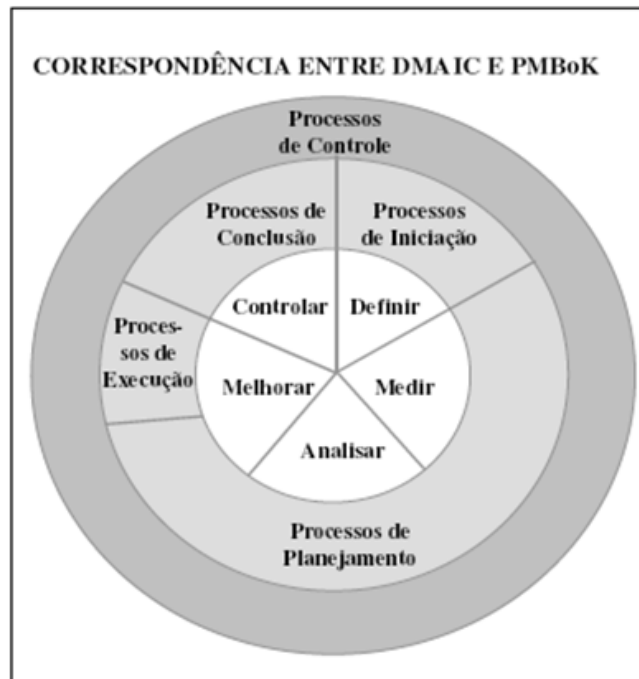 CORRESPONDÊNCIA ENTRE DMAIC E PMBoK
Processos
de Controle
Processos de
Conclusão
Processos
de Iniciação
Controlar
Definir
Proces-
sos de
Execução
Melhorar
Medir
Analisar
Processos de
Planejamento